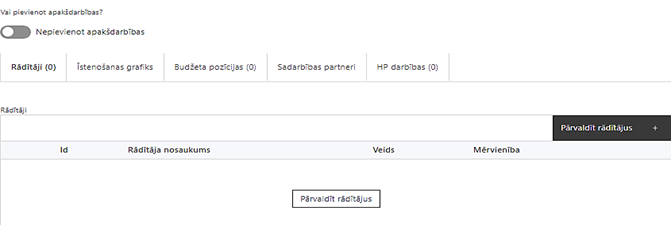 Vai pievienot apakšdarbības?
Nepievienot apakšdarbības
Rādītāji (0) Īstenošanas grafiks Budžeta pozīcijas (0) Sadarbības partneri HP darbības (0)
Rādītāji
Pārvaldīt rādītājus +
Id Rādītāja nosaukums Veids Mērvienība
Pārvaldīt rādītājus